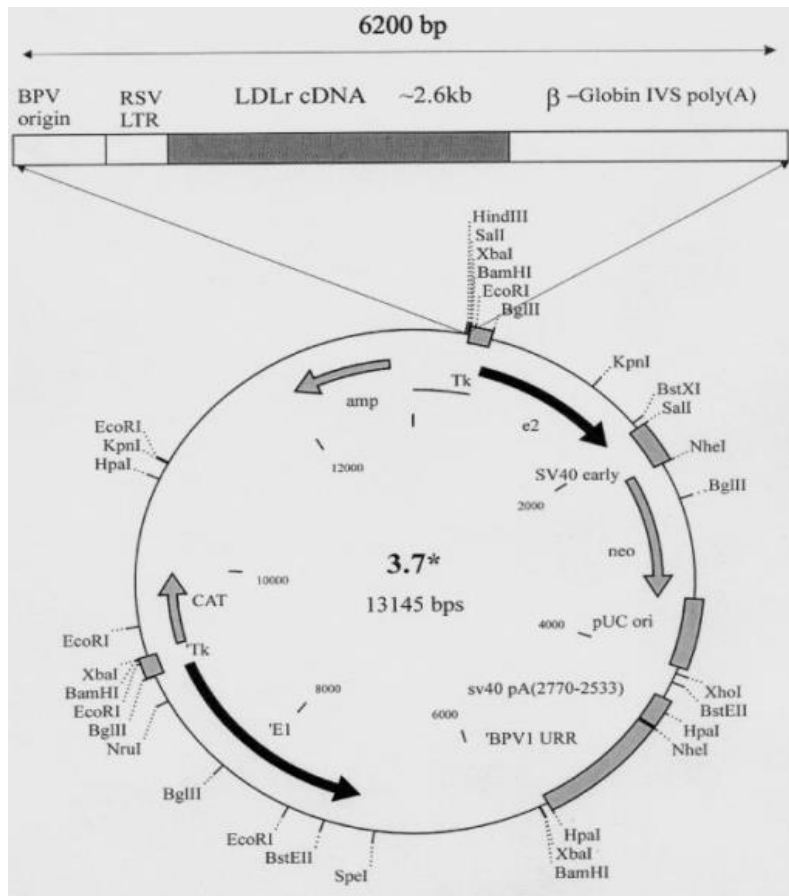 6200 bp
BPV origin
RSV LTR
LDLr cDNA ~2.6kb
β –Globin IVS poly(A)
HindIII
SalI
XbaI
BamHI
EcoRI
BglII
KpnI
BstXI
SalI
NheI
BglII
Tk
e2
amp
12000
SV40 early
2000
neo
EcoRI
KpnI
HpaI
3.7*
13145 bps
10000
CAT
'Tk
4000
pUC ori
EcoRI
XbaI
BamHI
EcoRI
BglII
NruI
8000
'E1
sv40 pA(2770-2533)
6000
'BPV1 URR
XhoI
BstEII
HpaI
NheI
BglII
EcoRI
BstEII
SpeI
HpaI
XbaI
BamHI